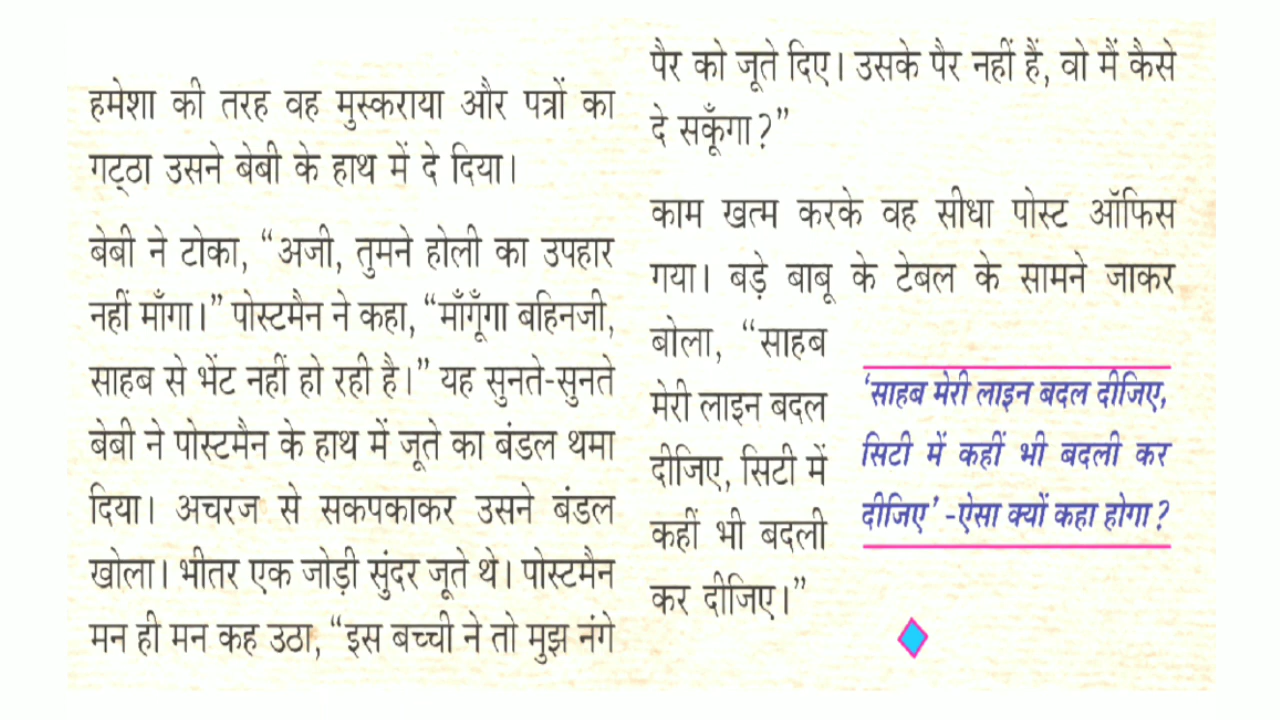 हमेशा की तरह वह मुस्कराया और पत्रों का
गट्ठा उसने बेबी के हाथ में दे दिया।
बेबी ने टोका, “अजी, तुमने होली का उपहार
नहीं माँगा।” पोस्टमैन ने कहा, “माँगूँगा बहिनजी,
साहब से भेंट नहीं हो रही है।” यह सुनते-सुनते
बेबी ने पोस्टमैन के हाथ में जूते का बंडल थमा
दिया। अचरज से सकपकाकर उसने बंडल
खोला। भीतर एक जोड़ी सुंदर जूते थे। पोस्टमैन
मन ही मन कह उठा, “इस बच्ची ने तो मुझ नंगे
पैर को जूते दिए। उसके पैर नहीं हैं, वो मैं कैसे
दे सकूँगा?”
काम खत्म करके वह सीधा पोस्ट ऑफिस
गया। बड़े बाबू के टेबल के सामने जाकर
बोला, “साहब
मेरी लाइन बदल
दीजिए, सिटी में
कहीं भी बदली
कर दीजिए।”
‘साहब मेरी लाइन बदल दीजिए,
सिटी में कहीं भी बदली कर
दीजिए’ -ऐसा क्यों कहा होगा?